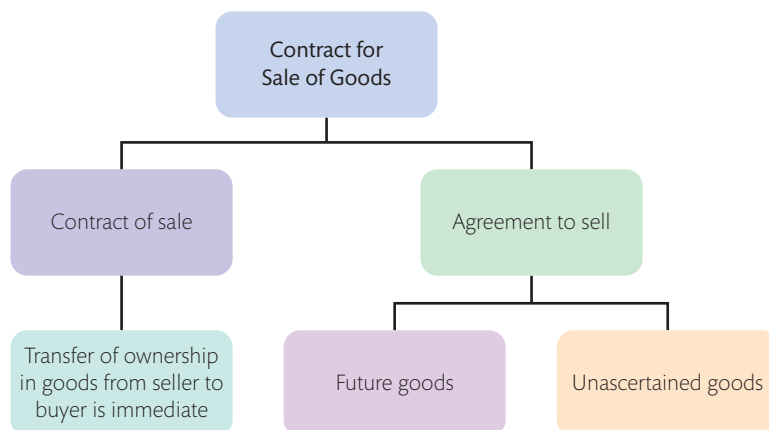 Contract for
Sale of Goods
Contract of sale
Agreement to sell
Transfer of ownership
in goods from seller to
buyer is immediate
Future goods
Unascertained goods